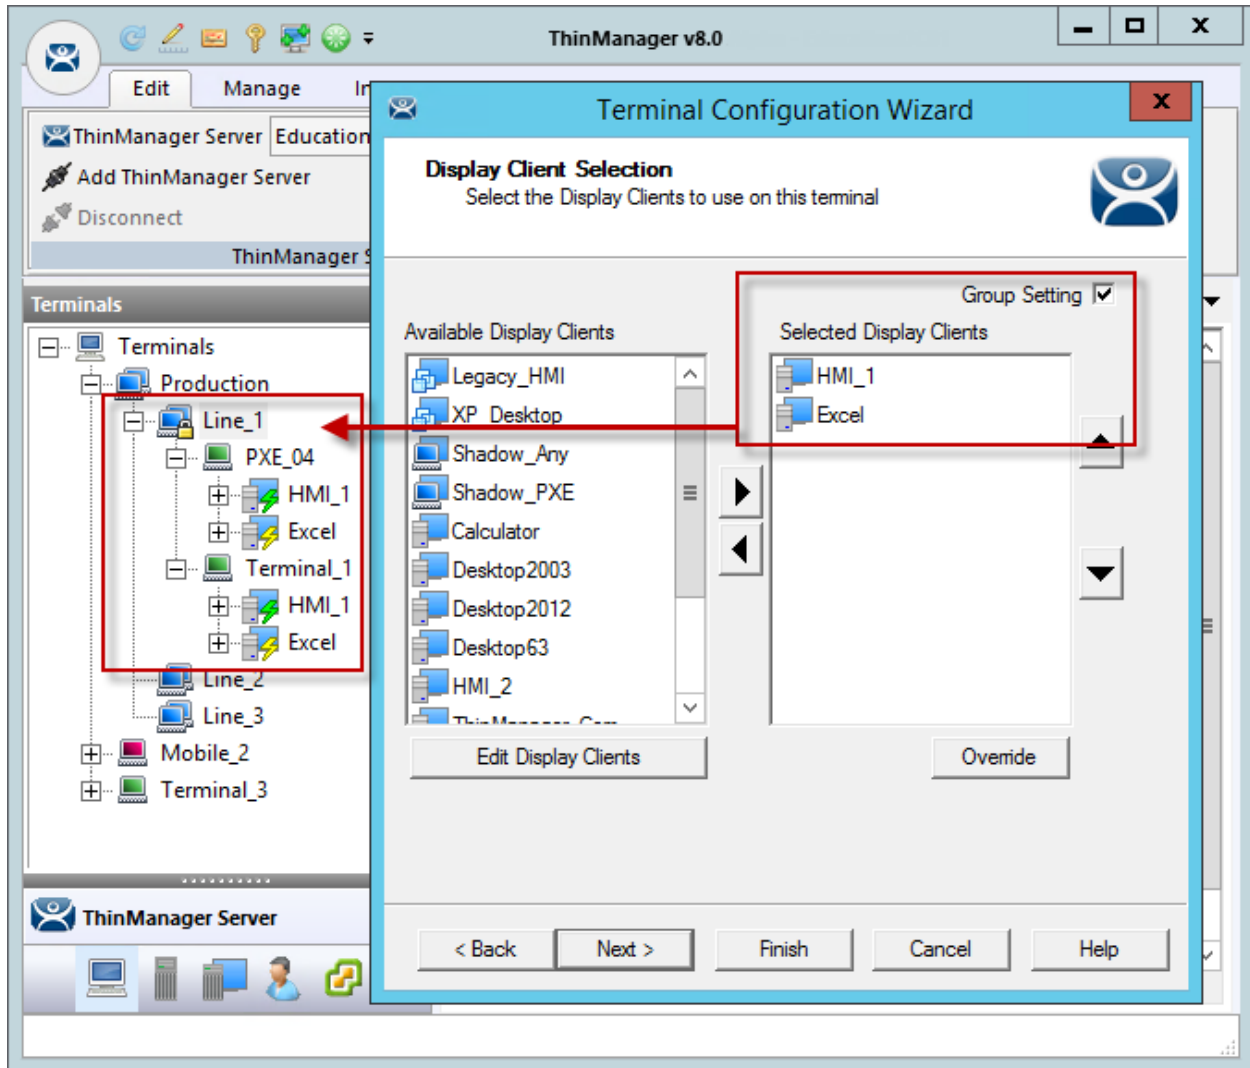 ThinManager v8.0
Edit Manage In
ThinManager Server Education
Add ThinManager Server
Disconnect
ThinManager S
Terminals
Terminals
Production
Line_1
PXE_04
HMI_1
Excel
Terminal_1
HMI_1
Excel
Line_2
Line_3
Mobile_2
Terminal_3
ThinManager Server
Terminal Configuration Wizard
Display Client Selection
Select the Display Clients to use on this terminal
Group Setting
Available Display Clients
Legacy_HMI
XP_Desktop
Shadow_Any
Shadow_PXE
Calculator
Desktop2003
Desktop2012
Desktop63
HMI_2
Selected Display Clients
HMI_1
Excel
Edit Display Clients
Override
< Back Next > Finish Cancel Help